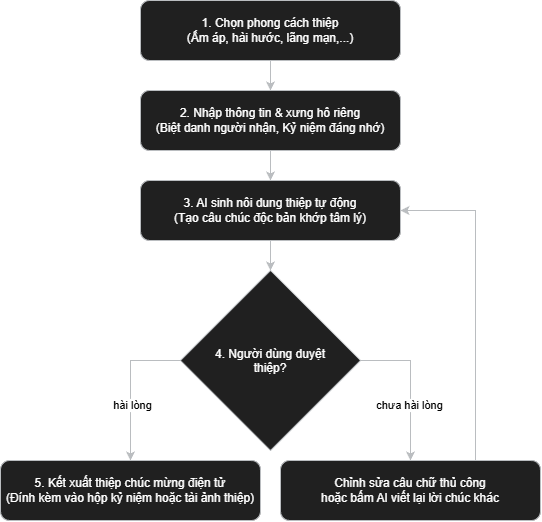 1. Chọn phong cách thiệp
(Ấm áp, hài hước, lãng mạn,...)
2. Nhập thông tin & xưng hô riêng
(Biệt danh người nhận, Kỷ niệm đáng nhớ)
3. AI sinh nội dung thiệp tự động
(Tạo câu chúc độc bản khớp tâm lý)
4. Người dùng duyệt
thiệp?
hài lòng
chưa hài lòng
5. Kết xuất thiệp chúc mừng điện tử
(Đính kèm vào hộp kỷ niệm hoặc tải ảnh thiệp)
Chỉnh sửa câu chữ thủ công
hoặc bấm AI viết lại lời chúc khác